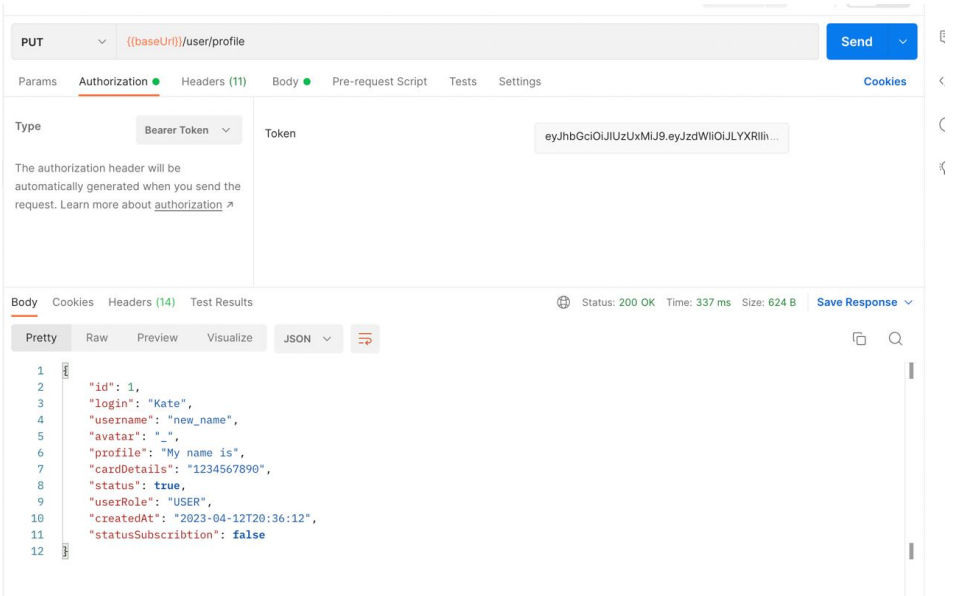 PUT {{baseUrl}}/user/profile Send
Params Authorization Headers (11) Body Pre-request Script Tests Settings Cookies
Type Bearer Token Token
The authorization header will be
automatically generated when you send the
request. Learn more about authorization ↗
Body Cookies Headers (14) Test Results Status: 200 OK Time: 337 ms Size: 624 B Save Response
Pretty Raw Preview Visualize JSON
1 {
2 "id": 1,
3 "login": "Kate",
4 "username": "new_name",
5 "avatar": "_",
6 "profile": "My name is",
7 "cardDetails": "1234567890",
8 "status": true,
9 "userRole": "USER",
10 "createdAt": "2023-04-12T20:36:12",
11 "statusSubscribtion": false
12 }